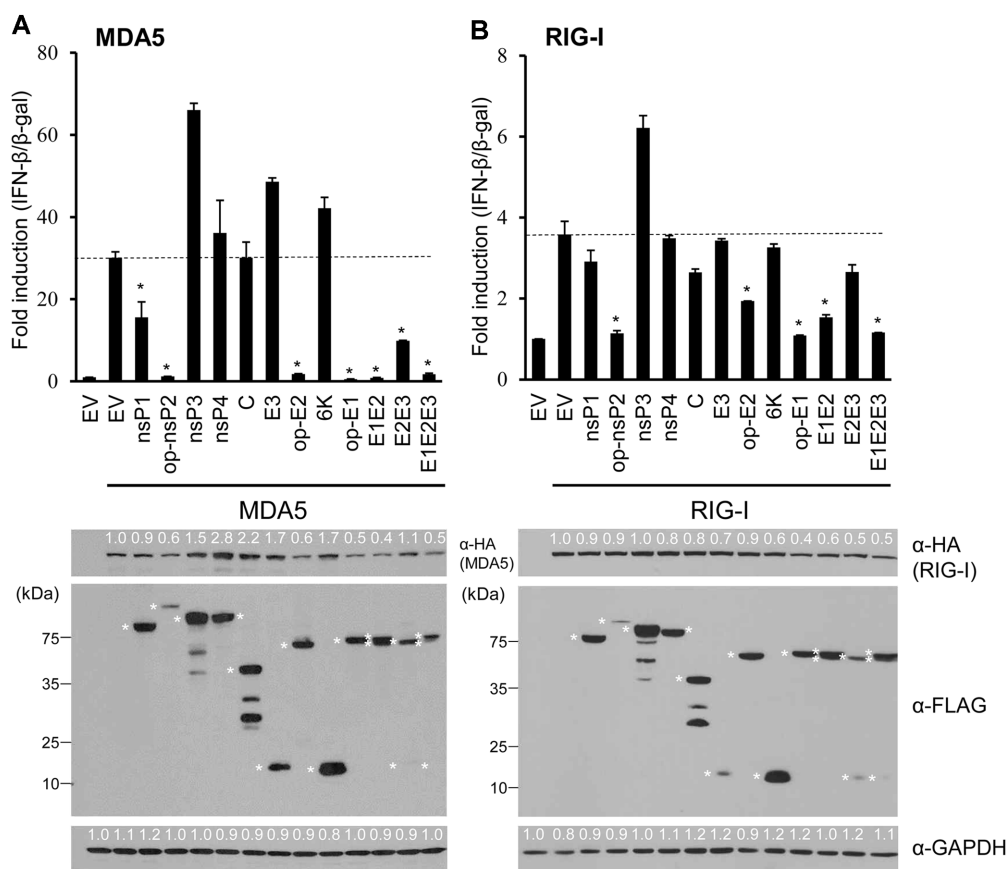 A
MDA5
Fold induction (IFN-β/β-gal)
80
60
40
20
0
*
*
*
*
*
*
*
EV
EV
nsP1
op-nsP2
nsP3
nsP4
C
E3
op-E2
6K
op-E1
E1E2
E2E3
E1E2E3
MDA5
1.0 0.9 0.6 1.5 2.8 2.2 1.7 0.6 1.7 0.5 0.4 1.1 0.5
α-HA
(MDA5)
(kDa)
75
35
25
10
1.0 1.1 1.2 1.0 1.0 0.9 0.9 0.9 0.9 0.8 1.0 0.9 0.9 1.0
B
RIG-I
Fold induction (IFN-β/β-gal)
8
6
4
2
0
*
*
*
*
*
EV
EV
nsP1
op-nsP2
nsP3
nsP4
C
E3
op-E2
6K
op-E1
E1E2
E2E3
E1E2E3
RIG-I
1.0 0.9 0.9 1.0 0.8 0.8 0.7 0.9 0.6 0.4 0.6 0.5 0.5
α-HA
(RIG-I)
(kDa)
75
35
25
10
α-FLAG
1.0 0.8 0.9 0.9 1.0 1.1 1.2 1.2 0.9 1.2 1.2 1.0 1.2 1.1
α-GAPDH